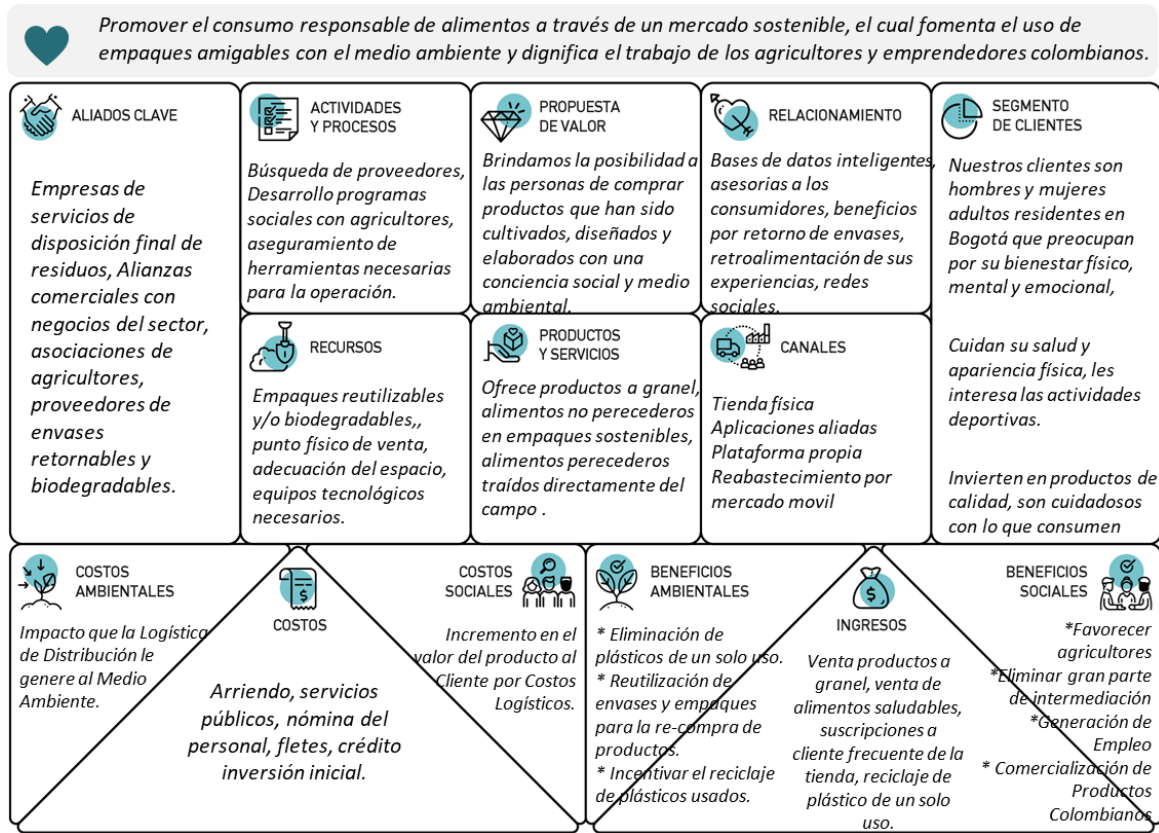 Promover el consumo responsable de alimentos a través de un mercado sostenible, el cual fomenta el uso de
empaques amigables con el medio ambiente y dignifica el trabajo de los agricultores y emprendedores colombianos.
ALIADOS CLAVE
Empresas de
servicios de
disposición final de
residuos, Alianzas
comerciales con
negocios del sector,
asociaciones de
agricultores,
proveedores de
envases
retornables y
biodegradables.
ACTIVIDADES
Y PROCESOS
Búsqueda de proveedores,
Desarrollo programas
sociales con agricultores,
aseguramiento de
herramientas necesarias
para la operación.
RECURSOS
Empaques reutilizables
y/o biodegradables,,
punto físico de venta,
adecuación del espacio,
equipos tecnológicos
necesarios.
PROPUESTA
DE VALOR
Brindamos la posibilidad a
las personas de comprar
productos que han sido
cultivados, diseñados y
elaborados con una
conciencia social y medio
ambiental.
PRODUCTOS
Y SERVICIOS
Ofrece productos a granel,
alimentos no perecederos
en empaques sostenibles,
alimentos perecederos
traídos directamente del
campo .
RELACIONAMIENTO
Bases de datos inteligentes,
asesorias a los
consumidores, beneficios
por retorno de envases,
retroalimentación de sus
experiencias, redes
sociales.
CANALES
Tienda física
Aplicaciones aliadas
Plataforma propia
Reabastecimiento por
mercado movil
SEGMENTO
DE CLIENTES
Nuestros clientes son
hombres y mujeres
adultos residentes en
Bogotá que preocupan
por su bienestar físico,
mental y emocional,
Cuidan su salud y
apariencia física, les
interesa las actividades
deportivas.
Invierten en productos de
calidad, son cuidadosos
con lo que consumen
COSTOS
AMBIENTALES
Impacto que la Logística
de Distribución le
genere al Medio
Ambiente.
COSTOS
Arriendo, servicios
públicos, nómina del
personal, fletes, crédito
inversión inicial.
COSTOS
SOCIALES
Incremento en el
valor del producto al
Cliente por Costos
Logísticos.
BENEFICIOS
AMBIENTALES
* Eliminación de
plásticos de un solo uso.
* Reutilización de
envases y empaques
para la re-compra de
productos.
* Incentivar el reciclaje
de plásticos usados.
INGRESOS
Venta productos a
granel, venta de
alimentos saludables,
suscripciones a
cliente frecuente de la
tienda, reciclaje de
plástico de un solo
uso.
BENEFICIOS
SOCIALES
*Favorecer
agricultores
*Eliminar gran parte
de intermediación
*Generación de
Empleo
* Comercialización de
Productos
Colombianos